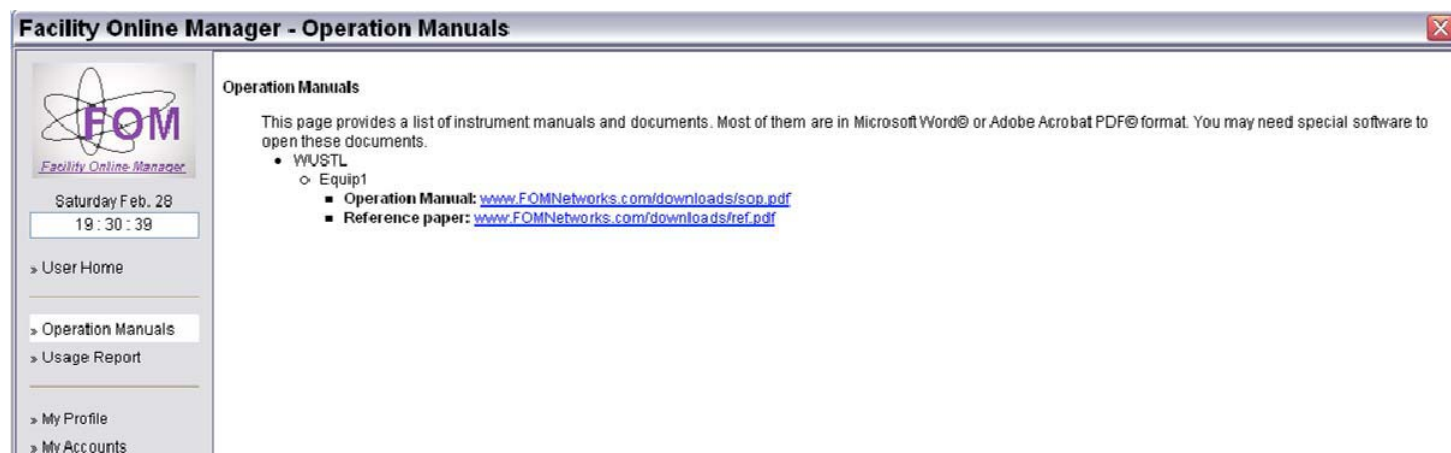 Facility Online Manager - Operation Manuals
FOM
Facility Online Manager
Saturday Feb. 28
19 : 30 : 39
» User Home
» Operation Manuals
» Usage Report
» My Profile
» My Accounts
Operation Manuals
This page provides a list of instrument manuals and documents. Most of them are in Microsoft Word® or Adobe Acrobat PDF® format. You may need special software to
open these documents.
• WUSTL
o Equip1
▪ Operation Manual: www.FOMNetworks.com/downloads/sop.pdf
▪ Reference paper: www.FOMNetworks.com/downloads/ref.pdf